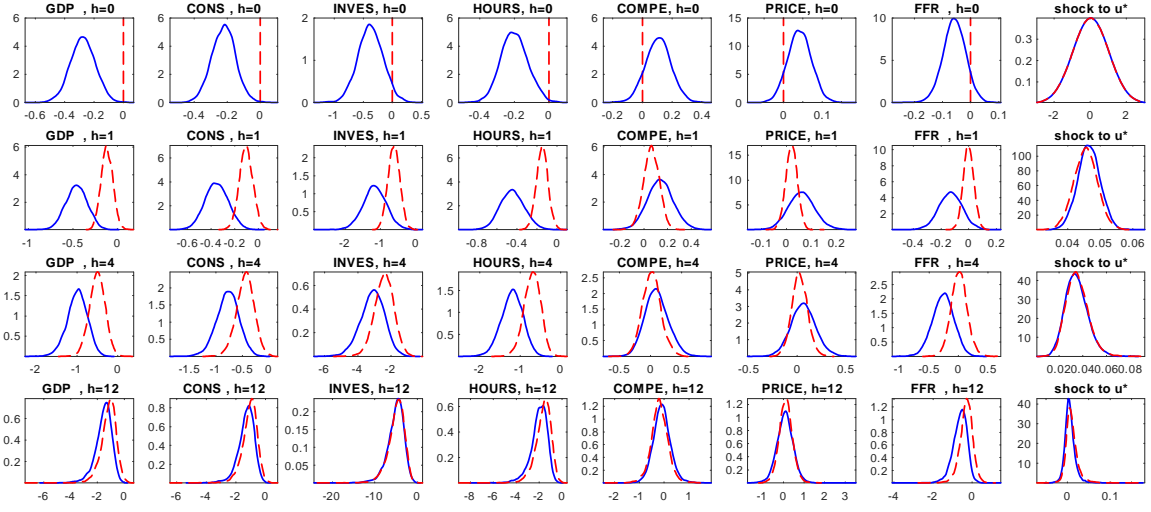 GDP , h=0 CONS , h=0 INVES, h=0 HOURS, h=0 COMPE, h=0 PRICE, h=0 FFR , h=0 shock to u*
6 6 2 6 6 15 10 0.3
4 4 1.5 4 4 10 8 0.2
2 2 1 2 2 5 6 0.1
0 0 0.5 0 0 0 4
0 2
0
-0.6 -0.4 -0.2 0 -0.4 -0.2 0 -1 -0.5 0 0.5 -0.4 -0.2 0 -0.2 0 0.2 0.4 0 0.1 -0.2 -0.1 0 0.1 -2 0 2
GDP , h=1 CONS , h=1 INVES, h=1 HOURS, h=1 COMPE, h=1 PRICE, h=1 FFR , h=1 shock to u*
6 6 2 6 6 15 10 100
4 4 1.5 4 4 10 8 80
2 2 1 2 2 5 6 60
0.5 4 40
2 20
-1 -0.5 0 -0.6 -0.4 -0.2 0 -2 -1 0 -0.8 -0.4 0 -0.2 0 0.2 0.4 -0.1 0 0.1 0.2 -0.4 -0.2 0 0.2 0.04 0.05 0.06
GDP , h=4 CONS , h=4 INVES, h=4 HOURS, h=4 COMPE, h=4 PRICE, h=4 FFR , h=4 shock to u*
2 2 0.6 2 2.5 5 2.5 40
1.5 1.5 0.4 1.5 2 4 1.5 30
1 1 0.2 1 1.5 3 0.5 20
0.5 0.5 0.5 1 2 10
0.5 1
-2 -1 0 -1.5 -1 -0.5 0 -6 -4 -2 -2 -1 0 -0.5 0 0.5 0 0.5 -1 -0.5 0 0.5 0.02 0.04 0.06 0.08
GDP , h=12 CONS , h=12 INVES, h=12 HOURS, h=12 COMPE, h=12 PRICE, h=12 FFR , h=12 shock to u*
0.6 0.8 0.2 0.6 1.2 1.2 1.2 40
0.4 0.6 0.15 0.4 1 1 1 30
0.2 0.4 0.1 0.2 0.8 0.8 0.8 20
0.2 0.05 0.6 0.6 0.6 10
0.4 0.4 0.4
0.2 0.2 0.2
-6 -4 -2 0 -6 -4 -2 0 -20 -10 0 -6 -4 -2 0 -2 -1 0 1 2 -1 0 1 2 3 -4 -2 0 0 0.1